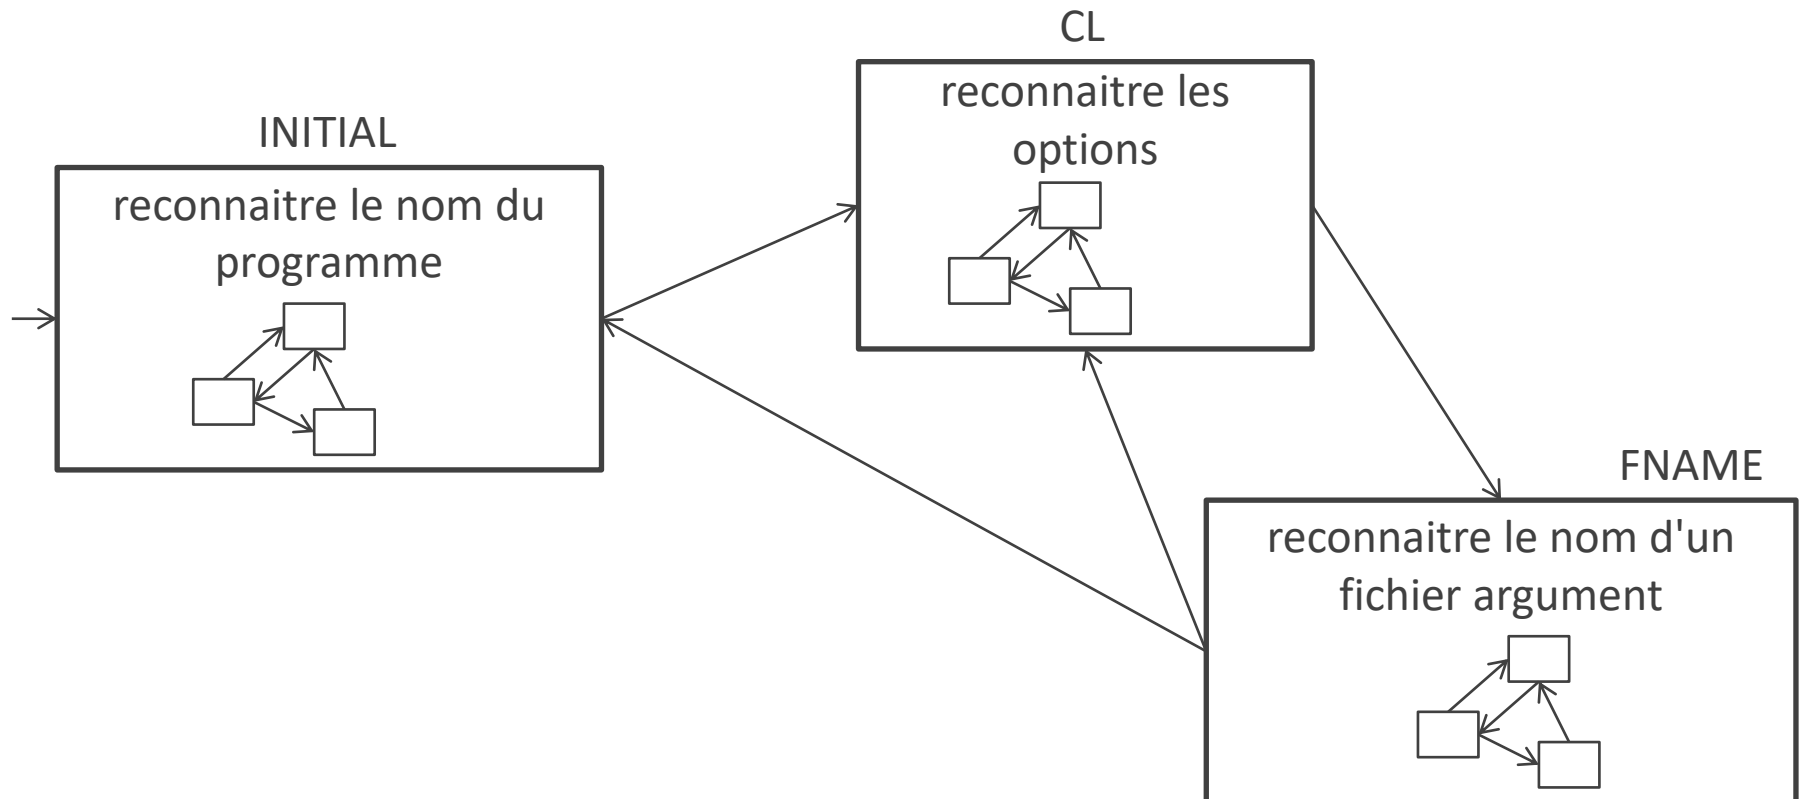 CL
reconnaitre les
options
INITIAL
reconnaitre le nom du
programme
FNAME
reconnaitre le nom d'un
fichier argument